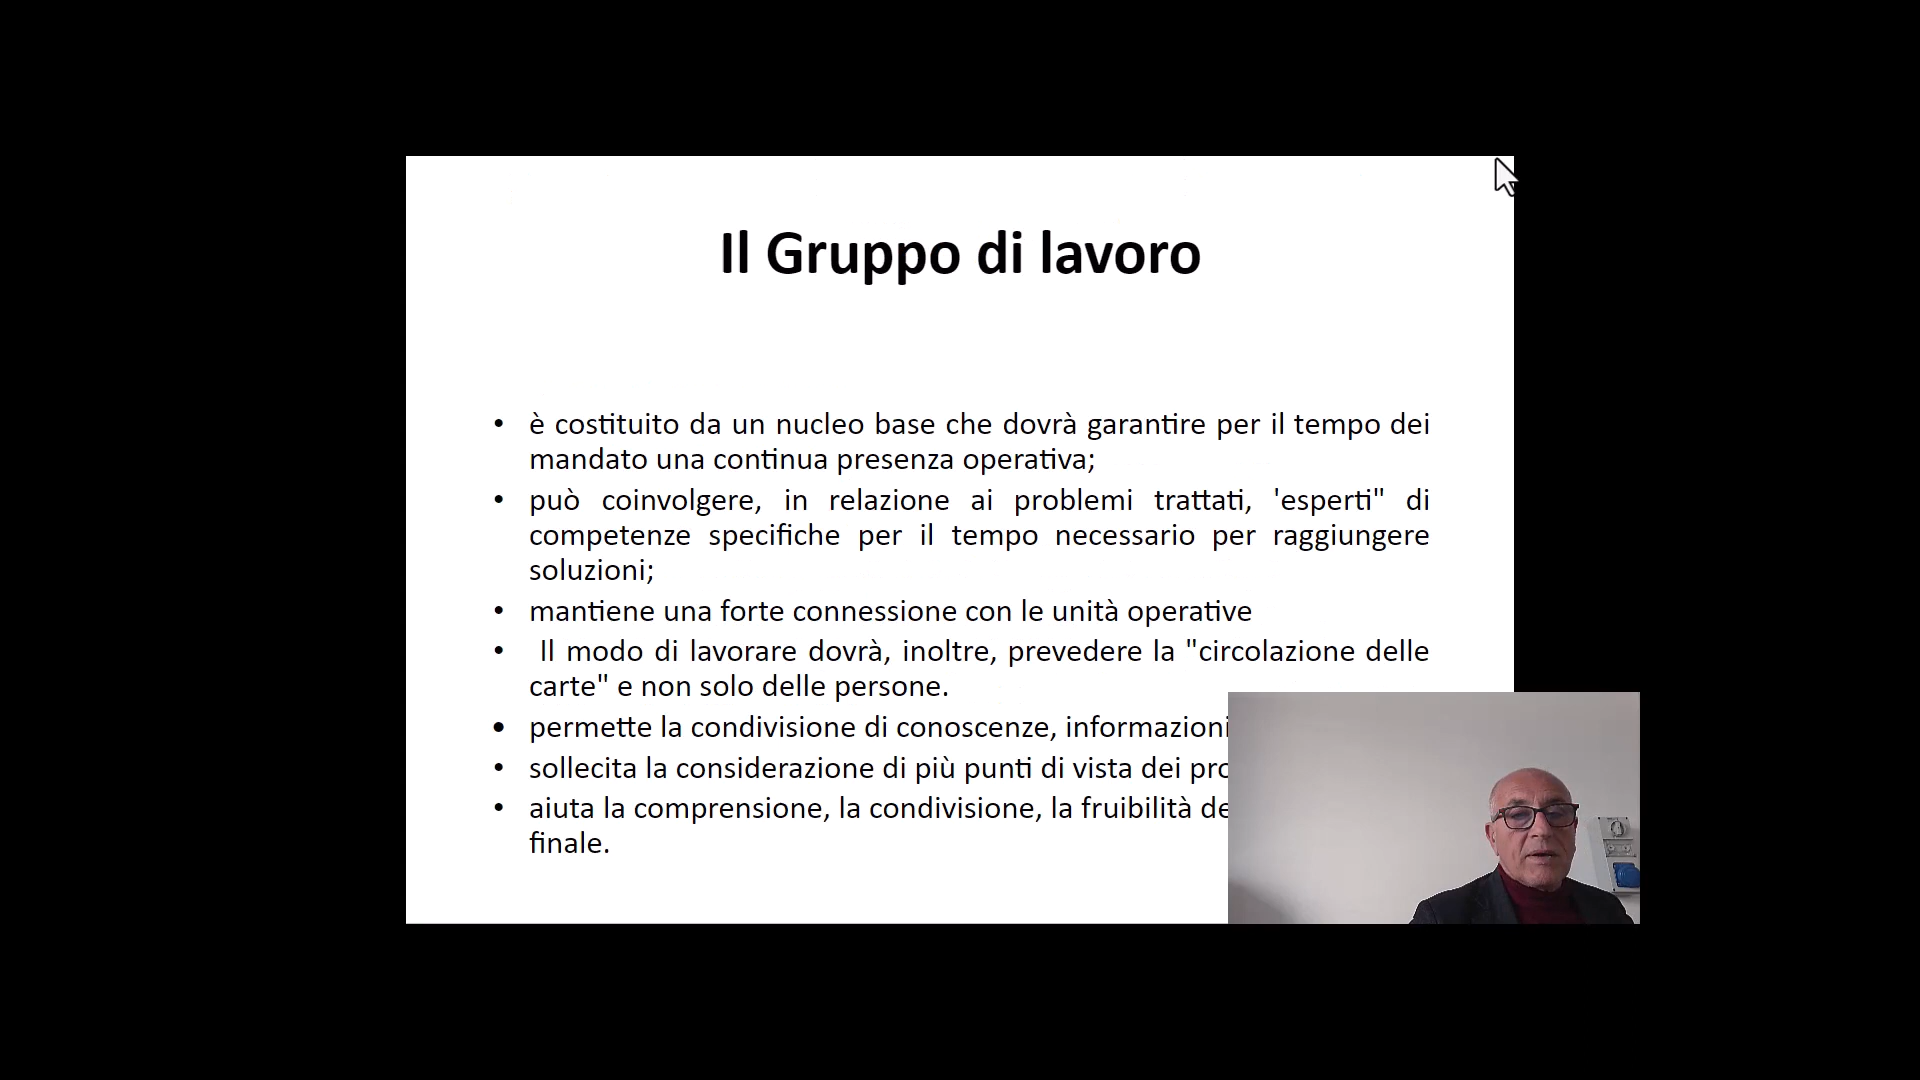 Il Gruppo di lavoro
• è costituito da un nucleo base che dovrà garantire per il tempo dei
mandato una continua presenza operativa;
• può coinvolgere, in relazione ai problemi trattati, 'esperti" di
competenze specifiche per il tempo necessario per raggiungere
soluzioni;
• mantiene una forte connessione con le unità operative
• Il modo di lavorare dovrà, inoltre, prevedere la "circolazione delle
carte" e non solo delle persone.
• permette la condivisione di conoscenze, informazioni
• sollecita la considerazione di più punti di vista dei
• aiuta la comprensione, la condivisione, la fruibilità
finale.